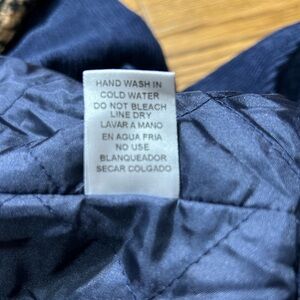 HAND WASH IN
COLD WATER
DO NOT BLEACH
LINE DRY
LAVAR A MANO
EN AGUA FRIA
NO USE
BLANQUEADOR
SECAR COLGADO